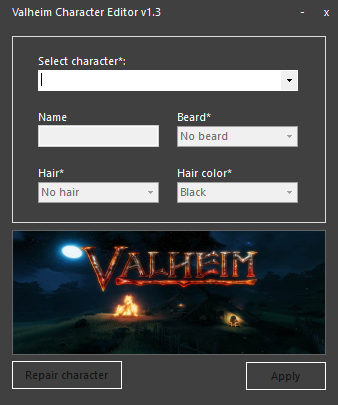 Valheim Character Editor v1.3 - x
Select character*:
Name Beard*
No beard
Hair* Hair color*
No hair Black
VALHEIM
Repair character Apply